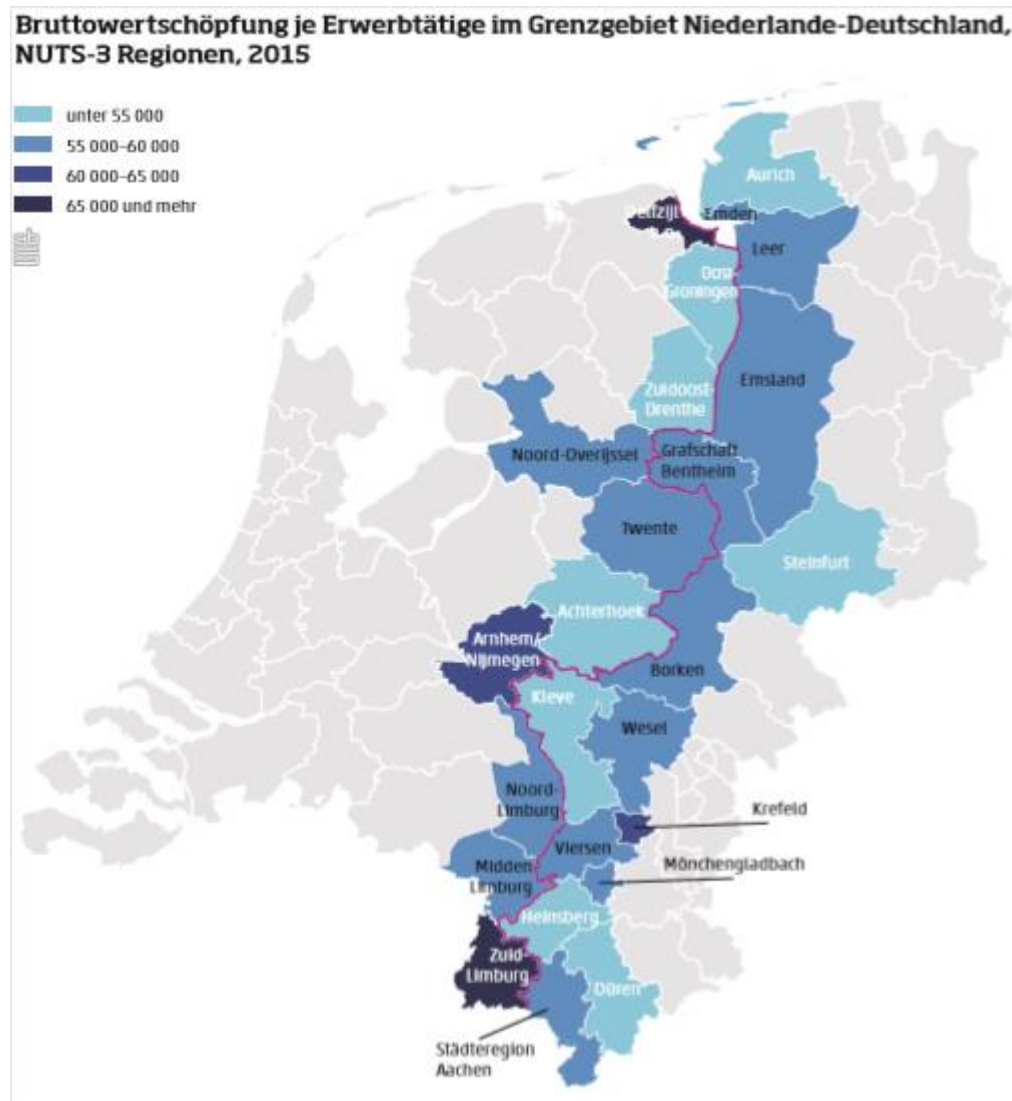 Bruttowertschöpfung je Erwerbtätige im Grenzgebiet Niederlande-Deutschland,
NUTS-3 Regionen, 2015
unter 55 000
55 000–60 000
60 000–65 000
65 000 und mehr
Aurich
Delfzijl
Emden
Leer
Oost-
Groningen
Emsland
Zuidoost-
Drenthe
Noord-Overijssel
Grafschaft
Bentheim
Twente
Steinfurt
Achterhoek
Arnhem/
Nijmegen
Borken
Kleve
Wesel
Noord-
Limburg
Krefeld
Viersen
Mönchengladbach
Midden-
Limburg
Heinsberg
Zuid-
Limburg
Düren
Städteregion
Aachen